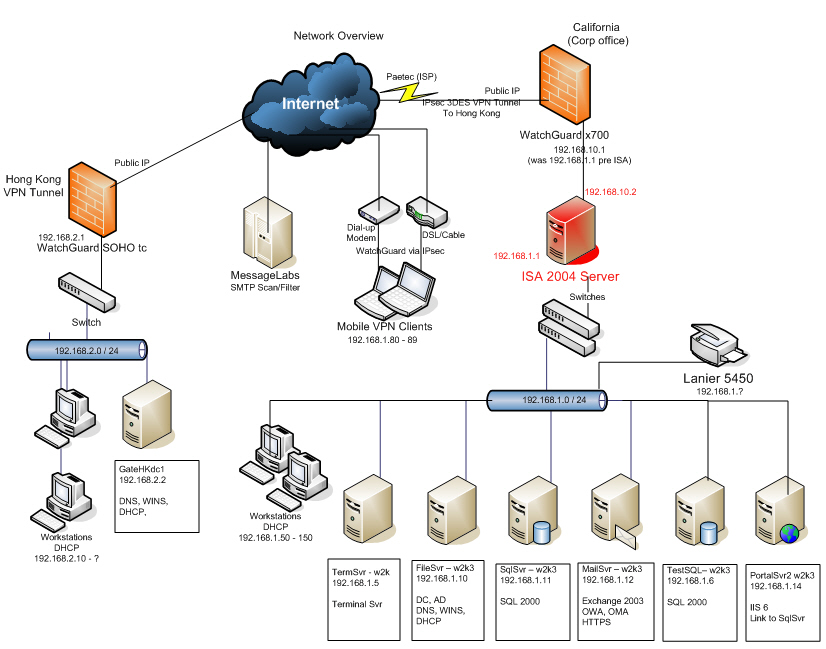 Network Overview
California
(Corp office)
Paetec (ISP)
Internet
Public IP
IPsec 3DES VPN Tunnel
To Hong Kong
WatchGuard x700
192.168.10.1
(was 192.168.1.1 pre ISA)
Public IP
Hong Kong
VPN Tunnel
192.168.10.2
192.168.2.1
WatchGuard SOHO tc
Dial-up
Modem
DSL/Cable
WatchGuard via IPsec
192.168.1.1
ISA 2004 Server
MessageLabs
SMTP Scan/Filter
Switches
Switch
Mobile VPN Clients
192.168.1.80 - 89
192.168.2.0 / 24
Lanier 5450
192.168.1.?
192.168.1.0 / 24
GateHKdc1
192.168.2.2
DNS, WINS,
DHCP,
Workstations
DHCP
192.168.2.10 - ?
Workstations
DHCP
192.168.1.50 - 150
TermSvr - w2k
192.168.1.5
Terminal Svr
FileSvr – w2k3
192.168.1.10
DC, AD
DNS, WINS,
DHCP
SqlSvr – w2k3
192.168.1.11
SQL 2000
MailSvr – w2k3
192.168.1.12
Exchange 2003
OWA, OMA
HTTPS
TestSQL– w2k3
192.168.1.6
SQL 2000
PortalSvr2 w2k3
192.168.1.14
IIS 6
Link to SqlSvr